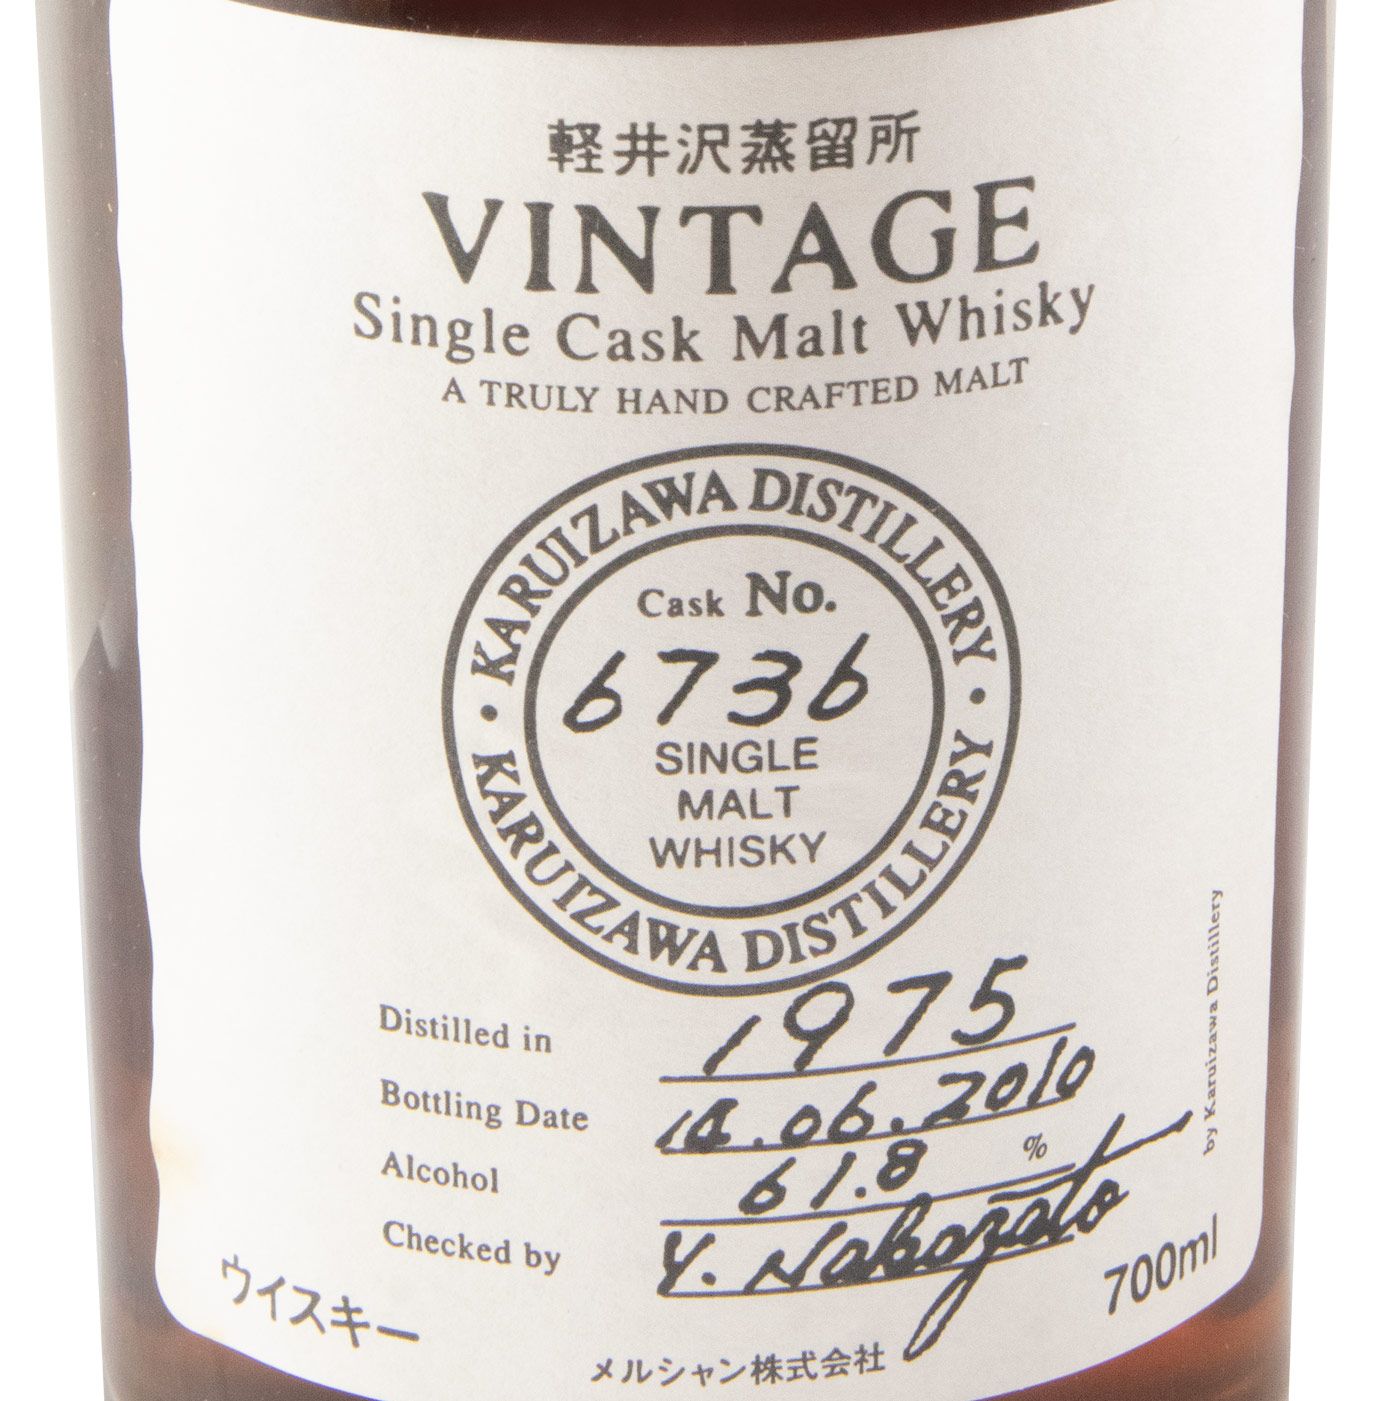 軽井沢蒸留所
VINTAGE
Single Cask Malt Whisky
A TRULY HAND CRAFTED MALT
KARUIZAWA DISTILLERY
Cask No.
6736
SINGLE
MALT
WHISKY
KARUIZAWA DISTILLERY
Distilled in 1975
Bottling Date 14.06.2010
Alcohol 61.8 %
Checked by Y. Nakazato
by Karuizawa Distillery
ウイスキー
700ml
メルシャン株式会社